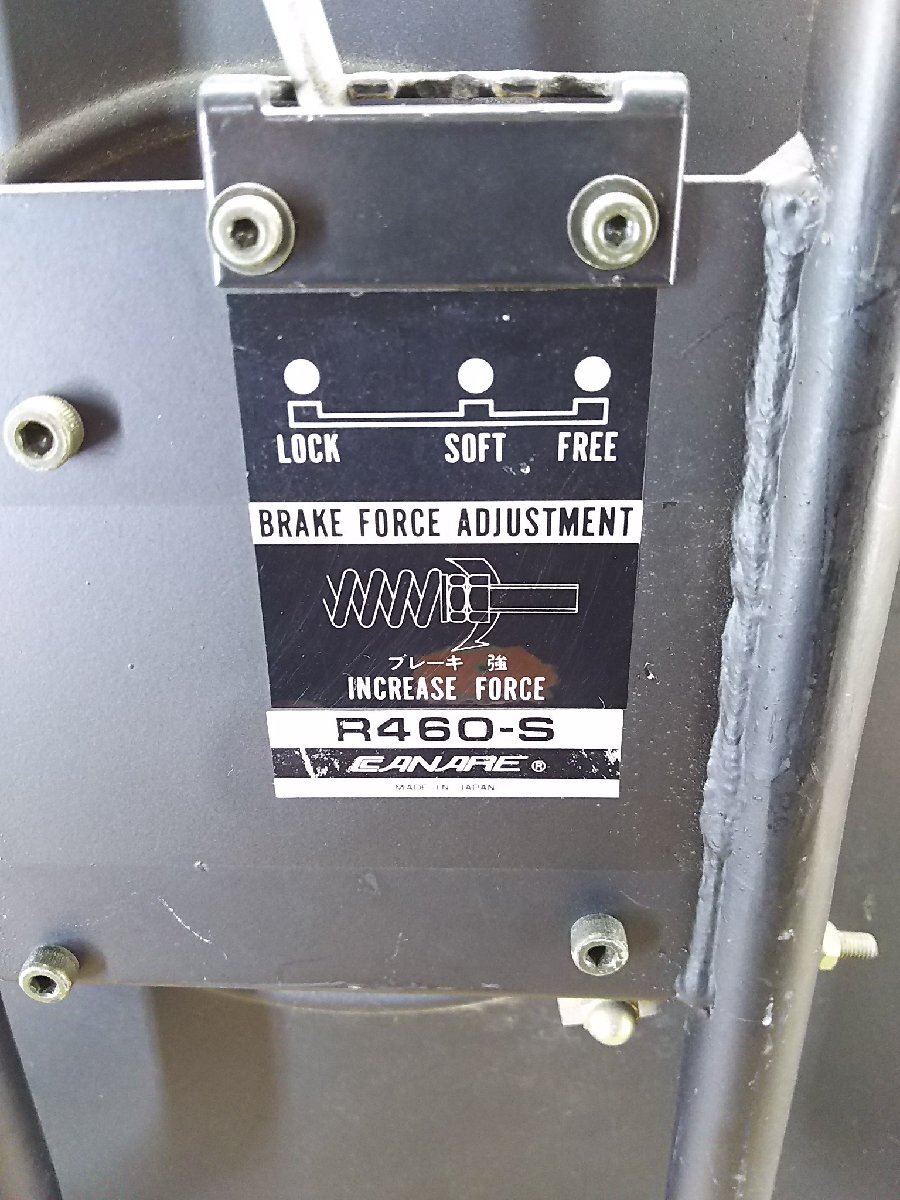 LOCK SOFT FREE
BRAKE FORCE ADJUSTMENT
ブレーキ 強
INCREASE FORCE
R460-S
CANARE ®
MADE IN JAPAN